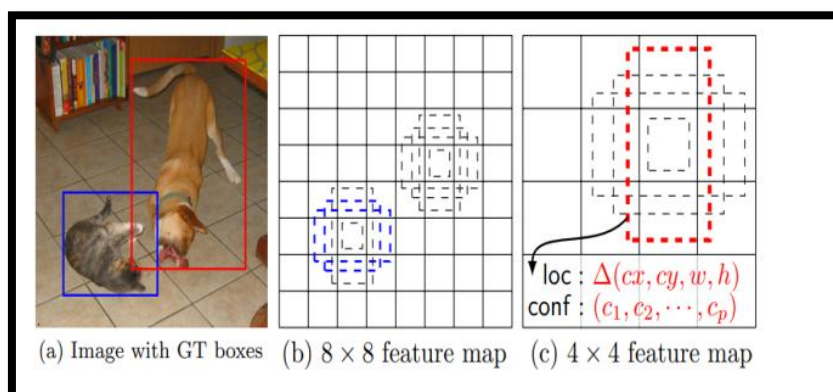 loc : Δ(cx, cy, w, h)
conf : (c₁, c₂, ⋯, cₚ)
(a) Image with GT boxes
(b) 8 × 8 feature map
(c) 4 × 4 feature map